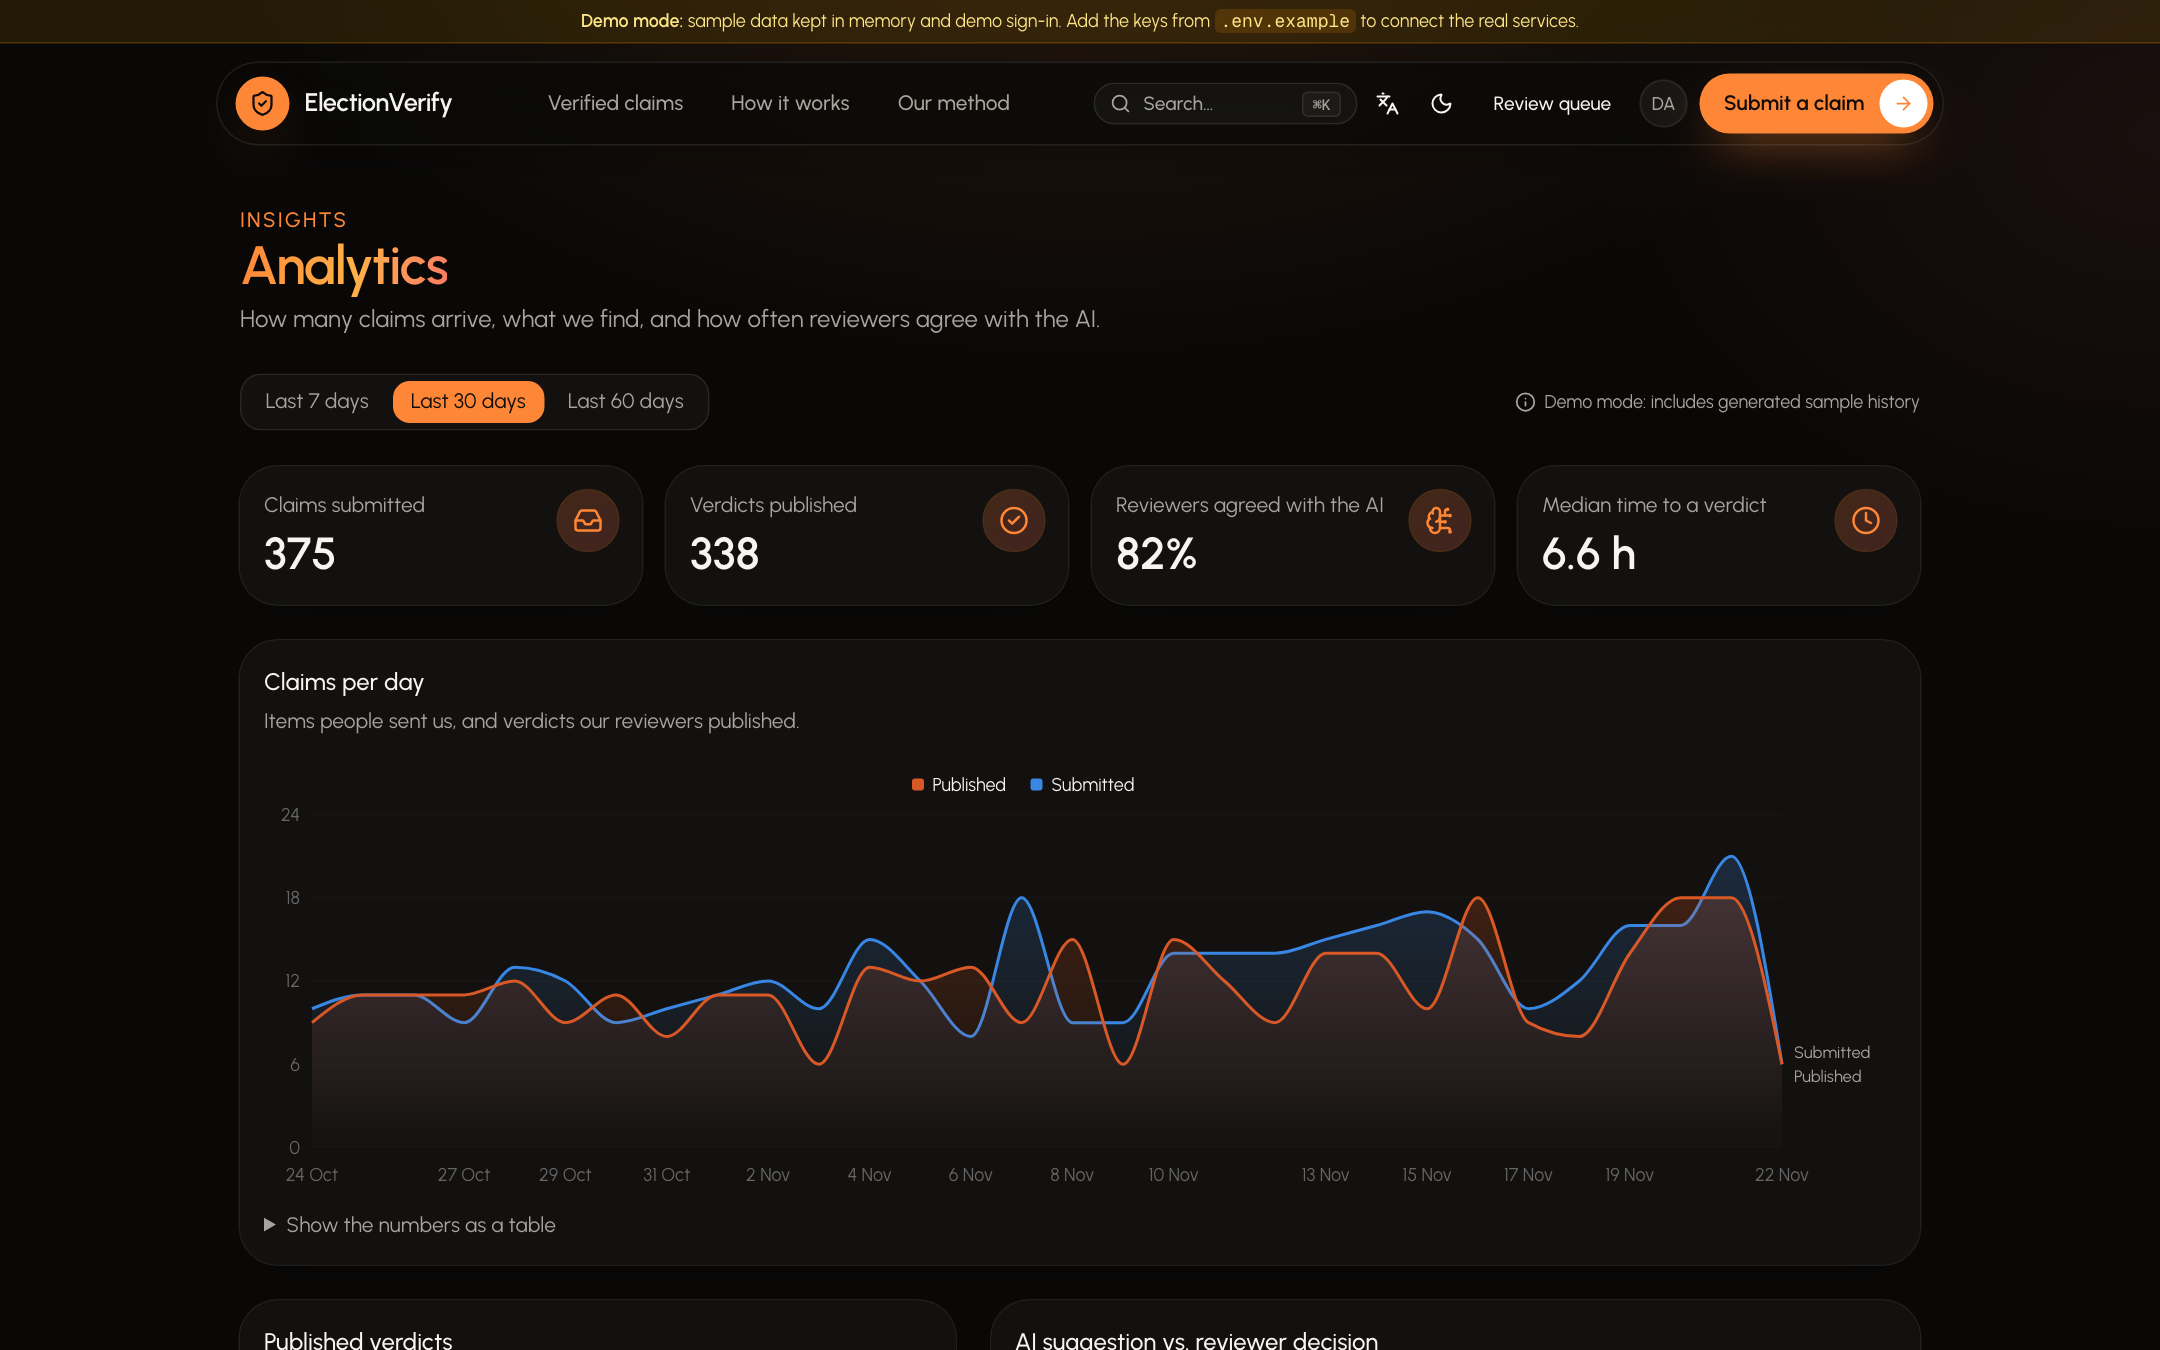 Demo mode: sample data kept in memory and demo sign-in. Add the keys from .env.example to connect the real services.
ElectionVerify
Verified claims
How it works
Our method
Search...
⌘K
Review queue
DA
Submit a claim
INSIGHTS
Analytics
How many claims arrive, what we find, and how often reviewers agree with the AI.
Last 7 days
Last 30 days
Last 60 days
Demo mode: includes generated sample history
Claims submitted
375
Verdicts published
338
Reviewers agreed with the AI
82%
Median time to a verdict
6.6 h
Claims per day
Items people sent us, and verdicts our reviewers published.
Published
Submitted
24
18
12
6
0
Submitted
Published
24 Oct
27 Oct
29 Oct
31 Oct
2 Nov
4 Nov
6 Nov
8 Nov
10 Nov
13 Nov
15 Nov
17 Nov
19 Nov
22 Nov
Show the numbers as a table
Published verdicts
AI suggestion vs. reviewer decision